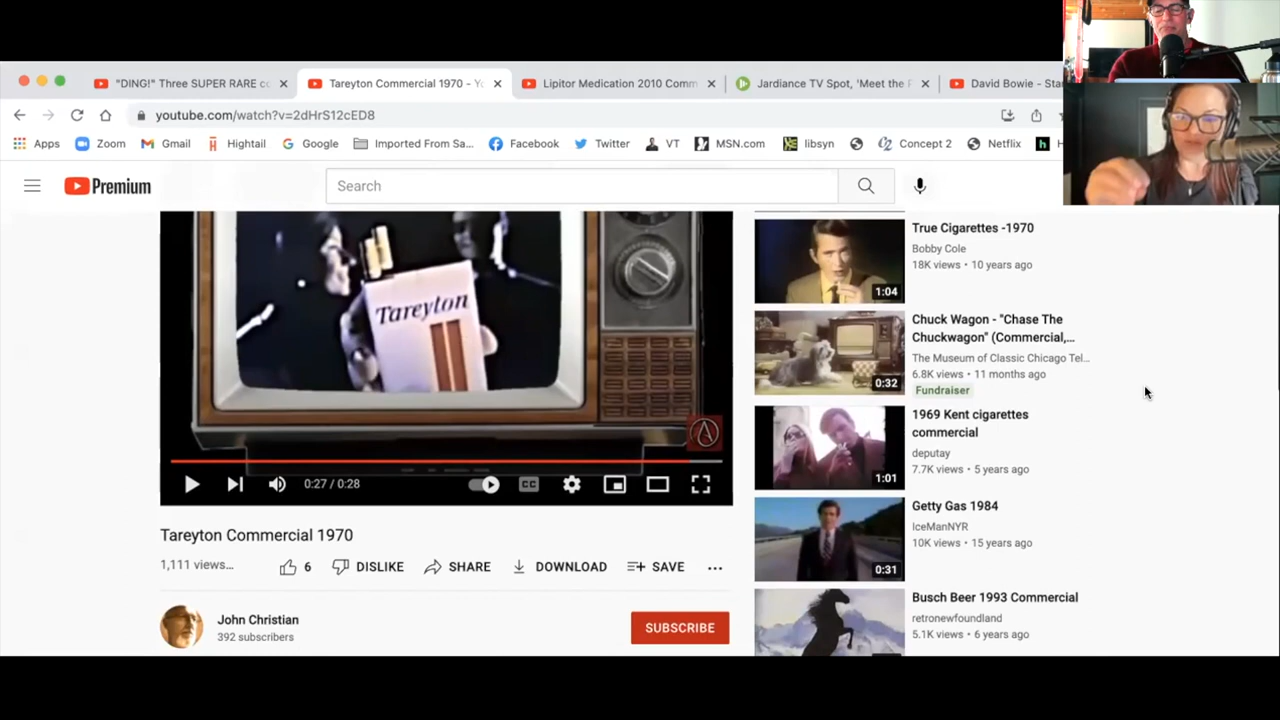 "DING!" Three SUPER RARE co
Tareyton Commercial 1970 - Yo
Lipitor Medication 2010 Comm
Jardiance TV Spot, 'Meet the
David Bowie - Sta
youtube.com/watch?v=2dHrS12cED8
Apps
Zoom
Gmail
Hightail
Google
Imported From Sa...
Facebook
Twitter
VT
MSN.com
libsyn
Concept 2
Netflix
h
H
Premium
Search
Tareyton
0:27 / 0:28
CC
Tareyton Commercial 1970
1,111 views...
6
DISLIKE
SHARE
DOWNLOAD
SAVE
John Christian
392 subscribers
SUBSCRIBE
True Cigarettes -1970
Bobby Cole
18K views • 10 years ago
1:04
Chuck Wagon - "Chase The
Chuckwagon" (Commercial,...
The Museum of Classic Chicago Tel...
6.8K views • 11 months ago
Fundraiser
0:32
1969 Kent cigarettes
commercial
deputay
7.7K views • 5 years ago
1:01
Getty Gas 1984
IceManNYR
10K views • 15 years ago
0:31
Busch Beer 1993 Commercial
retronewfoundland
5.1K views • 6 years ago